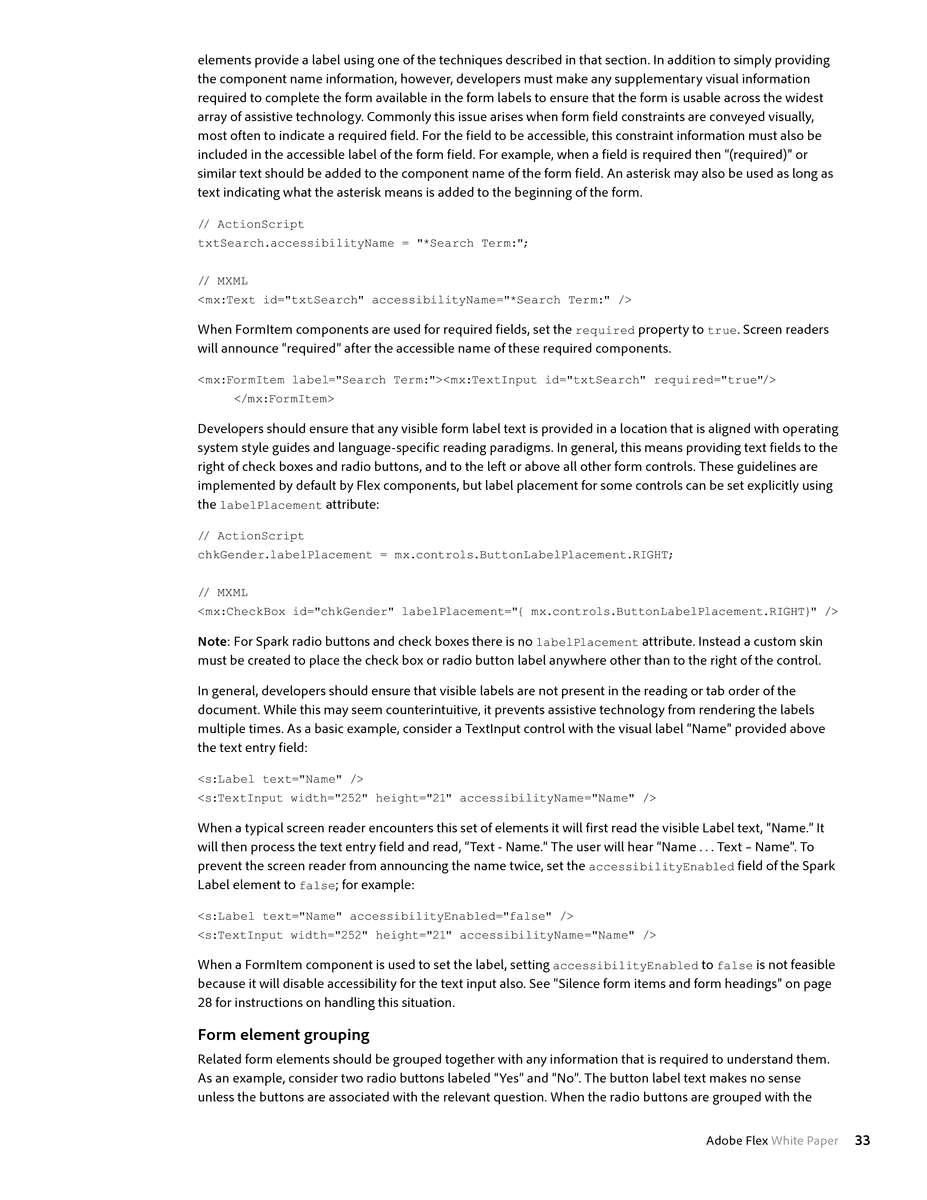 elements provide a label using one of the techniques described in that section. In addition to simply providing
the component name information, however, developers must make any supplementary visual information
required to complete the form available in the form labels to ensure that the form is usable across the widest
array of assistive technology. Commonly this issue arises when form field constraints are conveyed visually,
most often to indicate a required field. For the field to be accessible, this constraint information must also be
included in the accessible label of the form field. For example, when a field is required then “(required)” or
similar text should be added to the component name of the form field. An asterisk may also be used as long as
text indicating what the asterisk means is added to the beginning of the form.
// ActionScript
txtSearch.accessibilityName = "*Search Term:";
// MXML
<mx:Text id="txtSearch" accessibilityName="*Search Term:" />
When FormItem components are used for required fields, set the required property to true. Screen readers
will announce “required” after the accessible name of these required components.
<mx:FormItem label="Search Term:"><mx:TextInput id="txtSearch" required="true"/>
</mx:FormItem>
Developers should ensure that any visible form label text is provided in a location that is aligned with operating
system style guides and language-specific reading paradigms. In general, this means providing text fields to the
right of check boxes and radio buttons, and to the left or above all other form controls. These guidelines are
implemented by default by Flex components, but label placement for some controls can be set explicitly using
the labelPlacement attribute:
// ActionScript
chkGender.labelPlacement = mx.controls.ButtonLabelPlacement.RIGHT;
// MXML
<mx:CheckBox id="chkGender" labelPlacement="{ mx.controls.ButtonLabelPlacement.RIGHT}" />
Note: For Spark radio buttons and check boxes there is no labelPlacement attribute. Instead a custom skin
must be created to place the check box or radio button label anywhere other than to the right of the control.
In general, developers should ensure that visible labels are not present in the reading or tab order of the
document. While this may seem counterintuitive, it prevents assistive technology from rendering the labels
multiple times. As a basic example, consider a TextInput control with the visual label “Name” provided above
the text entry field:
<s:Label text="Name" />
<s:TextInput width="252" height="21" accessibilityName="Name" />
When a typical screen reader encounters this set of elements it will first read the visible Label text, “Name.” It
will then process the text entry field and read, “Text - Name.” The user will hear “Name . . . Text – Name”. To
prevent the screen reader from announcing the name twice, set the accessibilityEnabled field of the Spark
Label element to false; for example:
<s:Label text="Name" accessibilityEnabled="false" />
<s:TextInput width="252" height="21" accessibilityName="Name" />
When a FormItem component is used to set the label, setting accessibilityEnabled to false is not feasible
because it will disable accessibility for the text input also. See “Silence form items and form headings” on page
28 for instructions on handling this situation.
Form element grouping
Related form elements should be grouped together with any information that is required to understand them.
As an example, consider two radio buttons labeled “Yes” and “No”. The button label text makes no sense
unless the buttons are associated with the relevant question. When the radio buttons are grouped with the
Adobe Flex White Paper 33